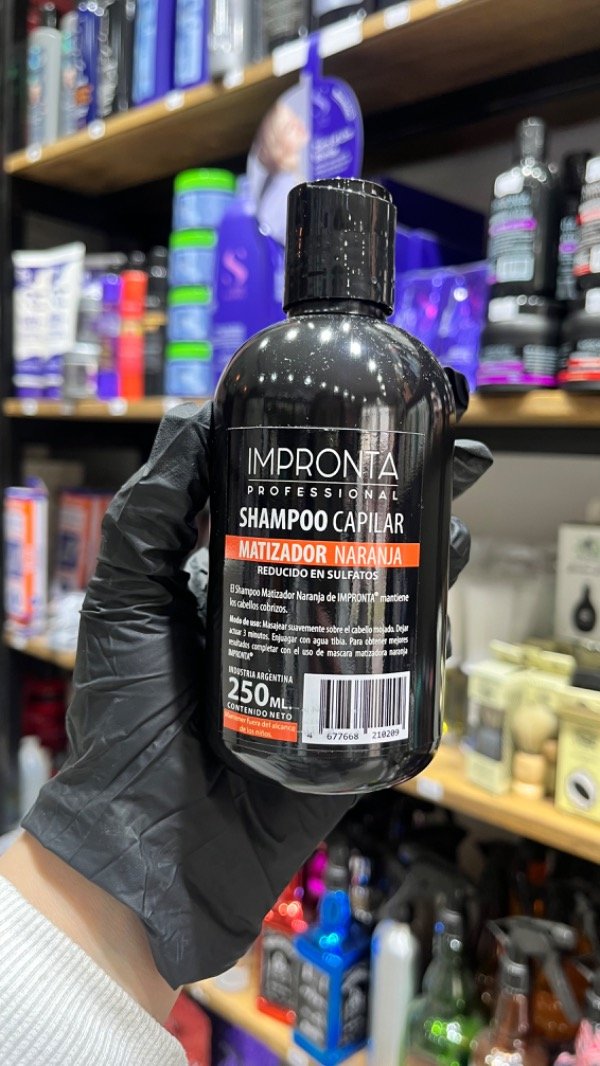 IMPRONTA
PROFESSIONAL
SHAMPOO CAPILAR
MATIZADOR NARANJA
REDUCIDO EN SULFATOS
El Shampoo Matizador Naranja de IMPRONTA® mantiene
los cabellos cobrizos.
Modo de uso: Masajear suavemente sobre el cabello mojado. Dejar
actuar 3 minutos. Enjuagar con agua tibia. Para obtener mejores
resultados completar con el uso de mascara matizadora naranja
IMPRONTA®
INDUSTRIA ARGENTINA
250ML.
CONTENIDO NETO
Mantener fuera del alcance
de los niños.
4 677668 210209